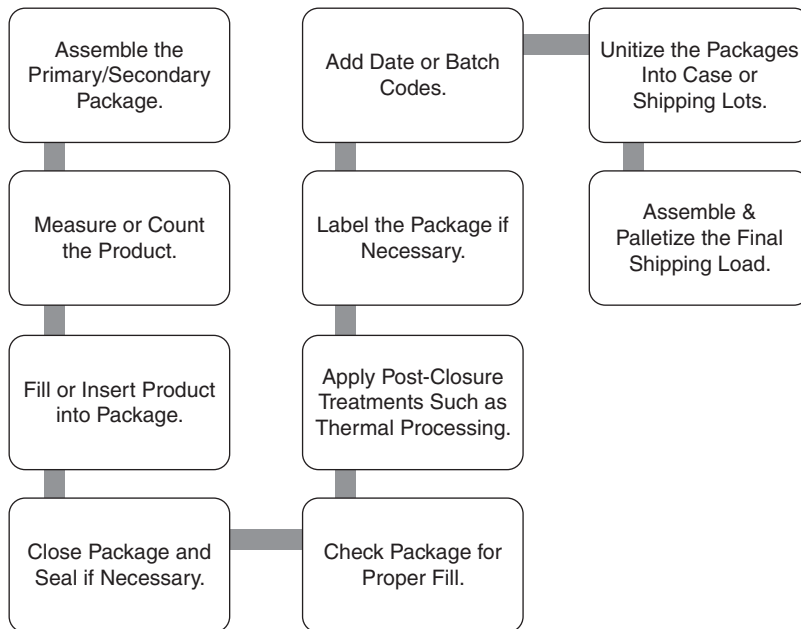 Assemble the
Primary/Secondary
Package.
Measure or Count
the Product.
Fill or Insert Product
into Package.
Close Package and
Seal if Necessary.
Check Package for
Proper Fill.
Apply Post-Closure
Treatments Such as
Thermal Processing.
Label the Package if
Necessary.
Add Date or Batch
Codes.
Unitize the Packages
Into Case or
Shipping Lots.
Assemble &
Palletize the Final
Shipping Load.